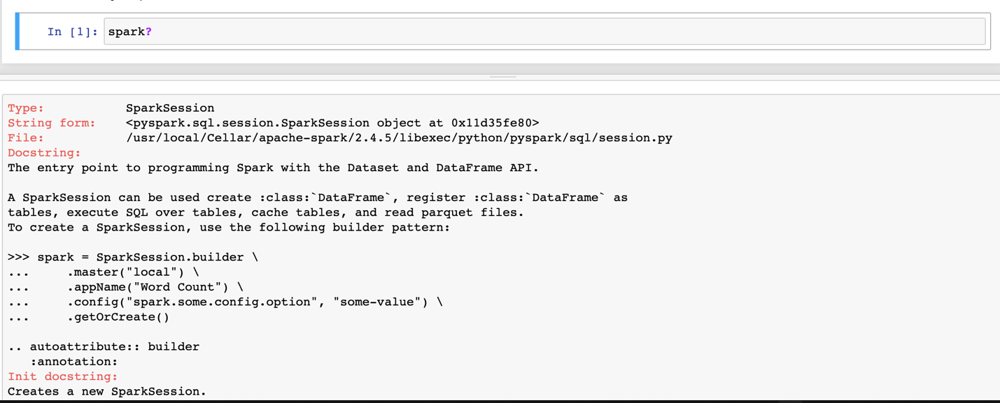 In [1]: spark?
Type: SparkSession
String form: <pyspark.sql.session.SparkSession object at 0x11d35fe80>
File: /usr/local/Cellar/apache-spark/2.4.5/libexec/python/pyspark/sql/session.py
Docstring:
The entry point to programming Spark with the Dataset and DataFrame API.
A SparkSession can be used create :class:`DataFrame`, register :class:`DataFrame` as
tables, execute SQL over tables, cache tables, and read parquet files.
To create a SparkSession, use the following builder pattern:
>>> spark = SparkSession.builder \
... .master("local") \
... .appName("Word Count") \
... .config("spark.some.config.option", "some-value") \
... .getOrCreate()
.. autoattribute:: builder
:annotation:
Init docstring:
Creates a new SparkSession.